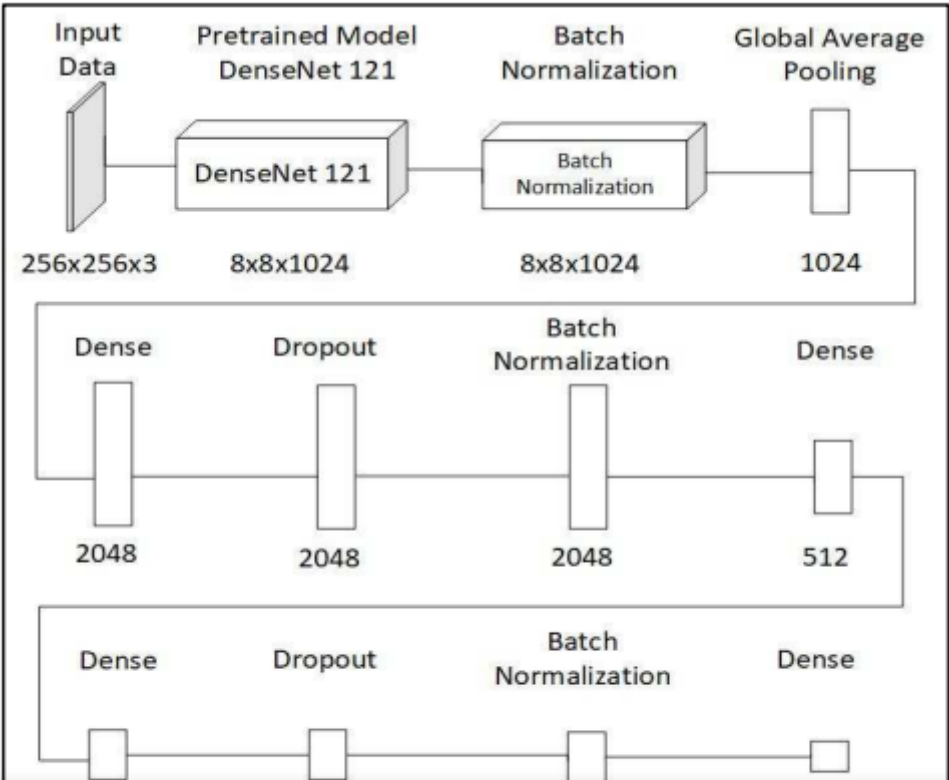 Input
Data
Pretrained Model
DenseNet 121
Batch
Normalization
Global Average
Pooling
DenseNet 121
Batch
Normalization
256x256x3
8x8x1024
8x8x1024
1024
Dense
Dropout
Batch
Normalization
Dense
2048
2048
2048
512
Dense
Dropout
Batch
Normalization
Dense